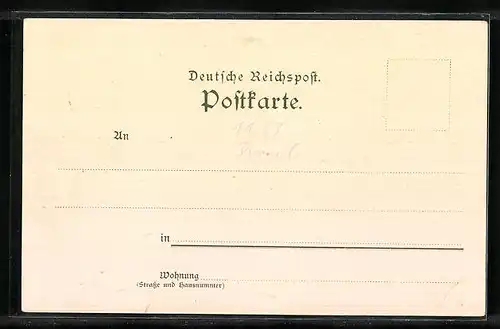 Deutſche Reichspoſt.
Poſtkarte.
An
in
Wohnung
(Straße und Hausnummer)